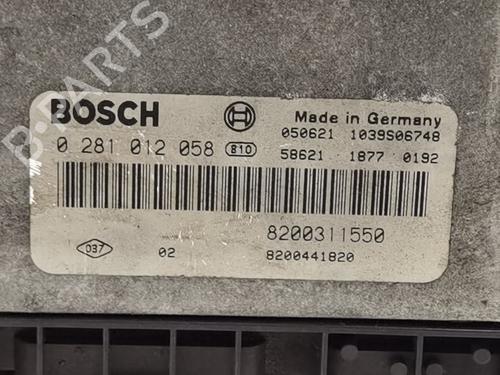 B-PARTS
BOSCH
Made in Germany
050621 1039S06748
0 281 012 058 810
58621 1877 0192
8200311550
037 02 8200441820